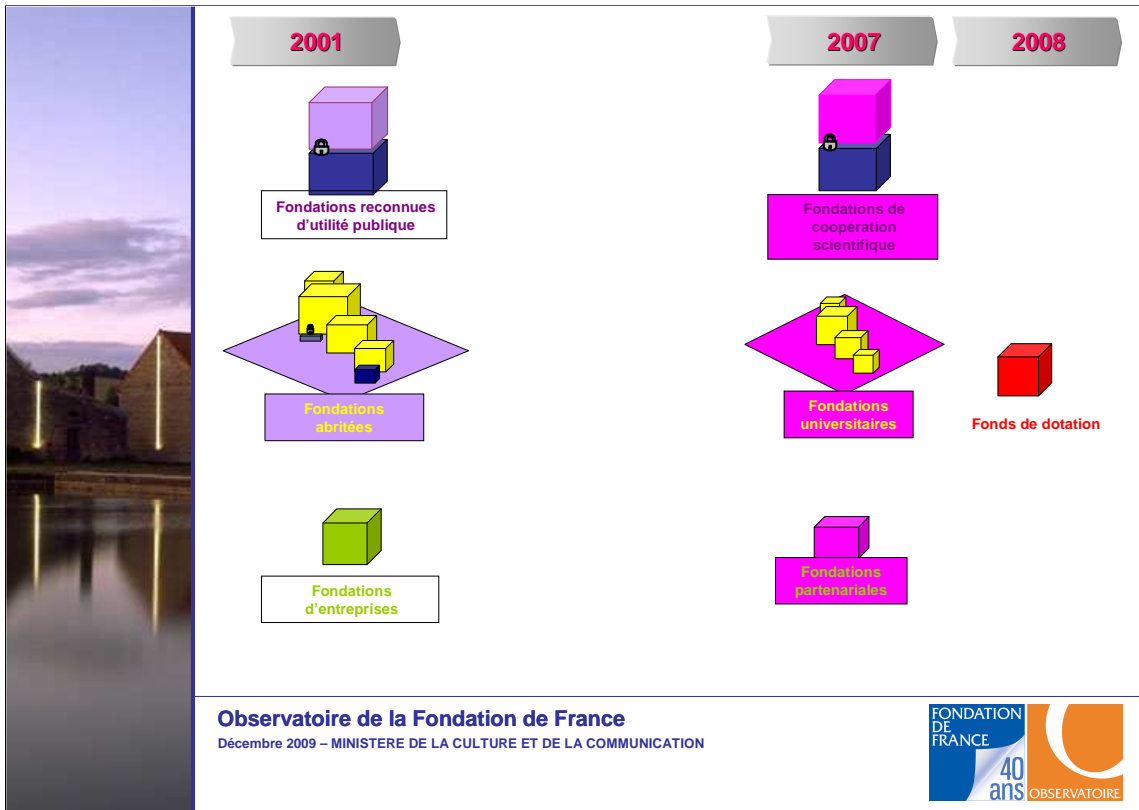 2001
2007
2008
Fondations reconnues
d'utilité publique
Fondations de
coopération
scientifique
Fondations
abritées
Fondations
universitaires
Fonds de dotation
Fondations
d'entreprises
Fondations
partenariales
Observatoire de la Fondation de France
Décembre 2009 – MINISTERE DE LA CULTURE ET DE LA COMMUNICATION
FONDATION
DE
FRANCE
40
ans
OBSERVATOIRE